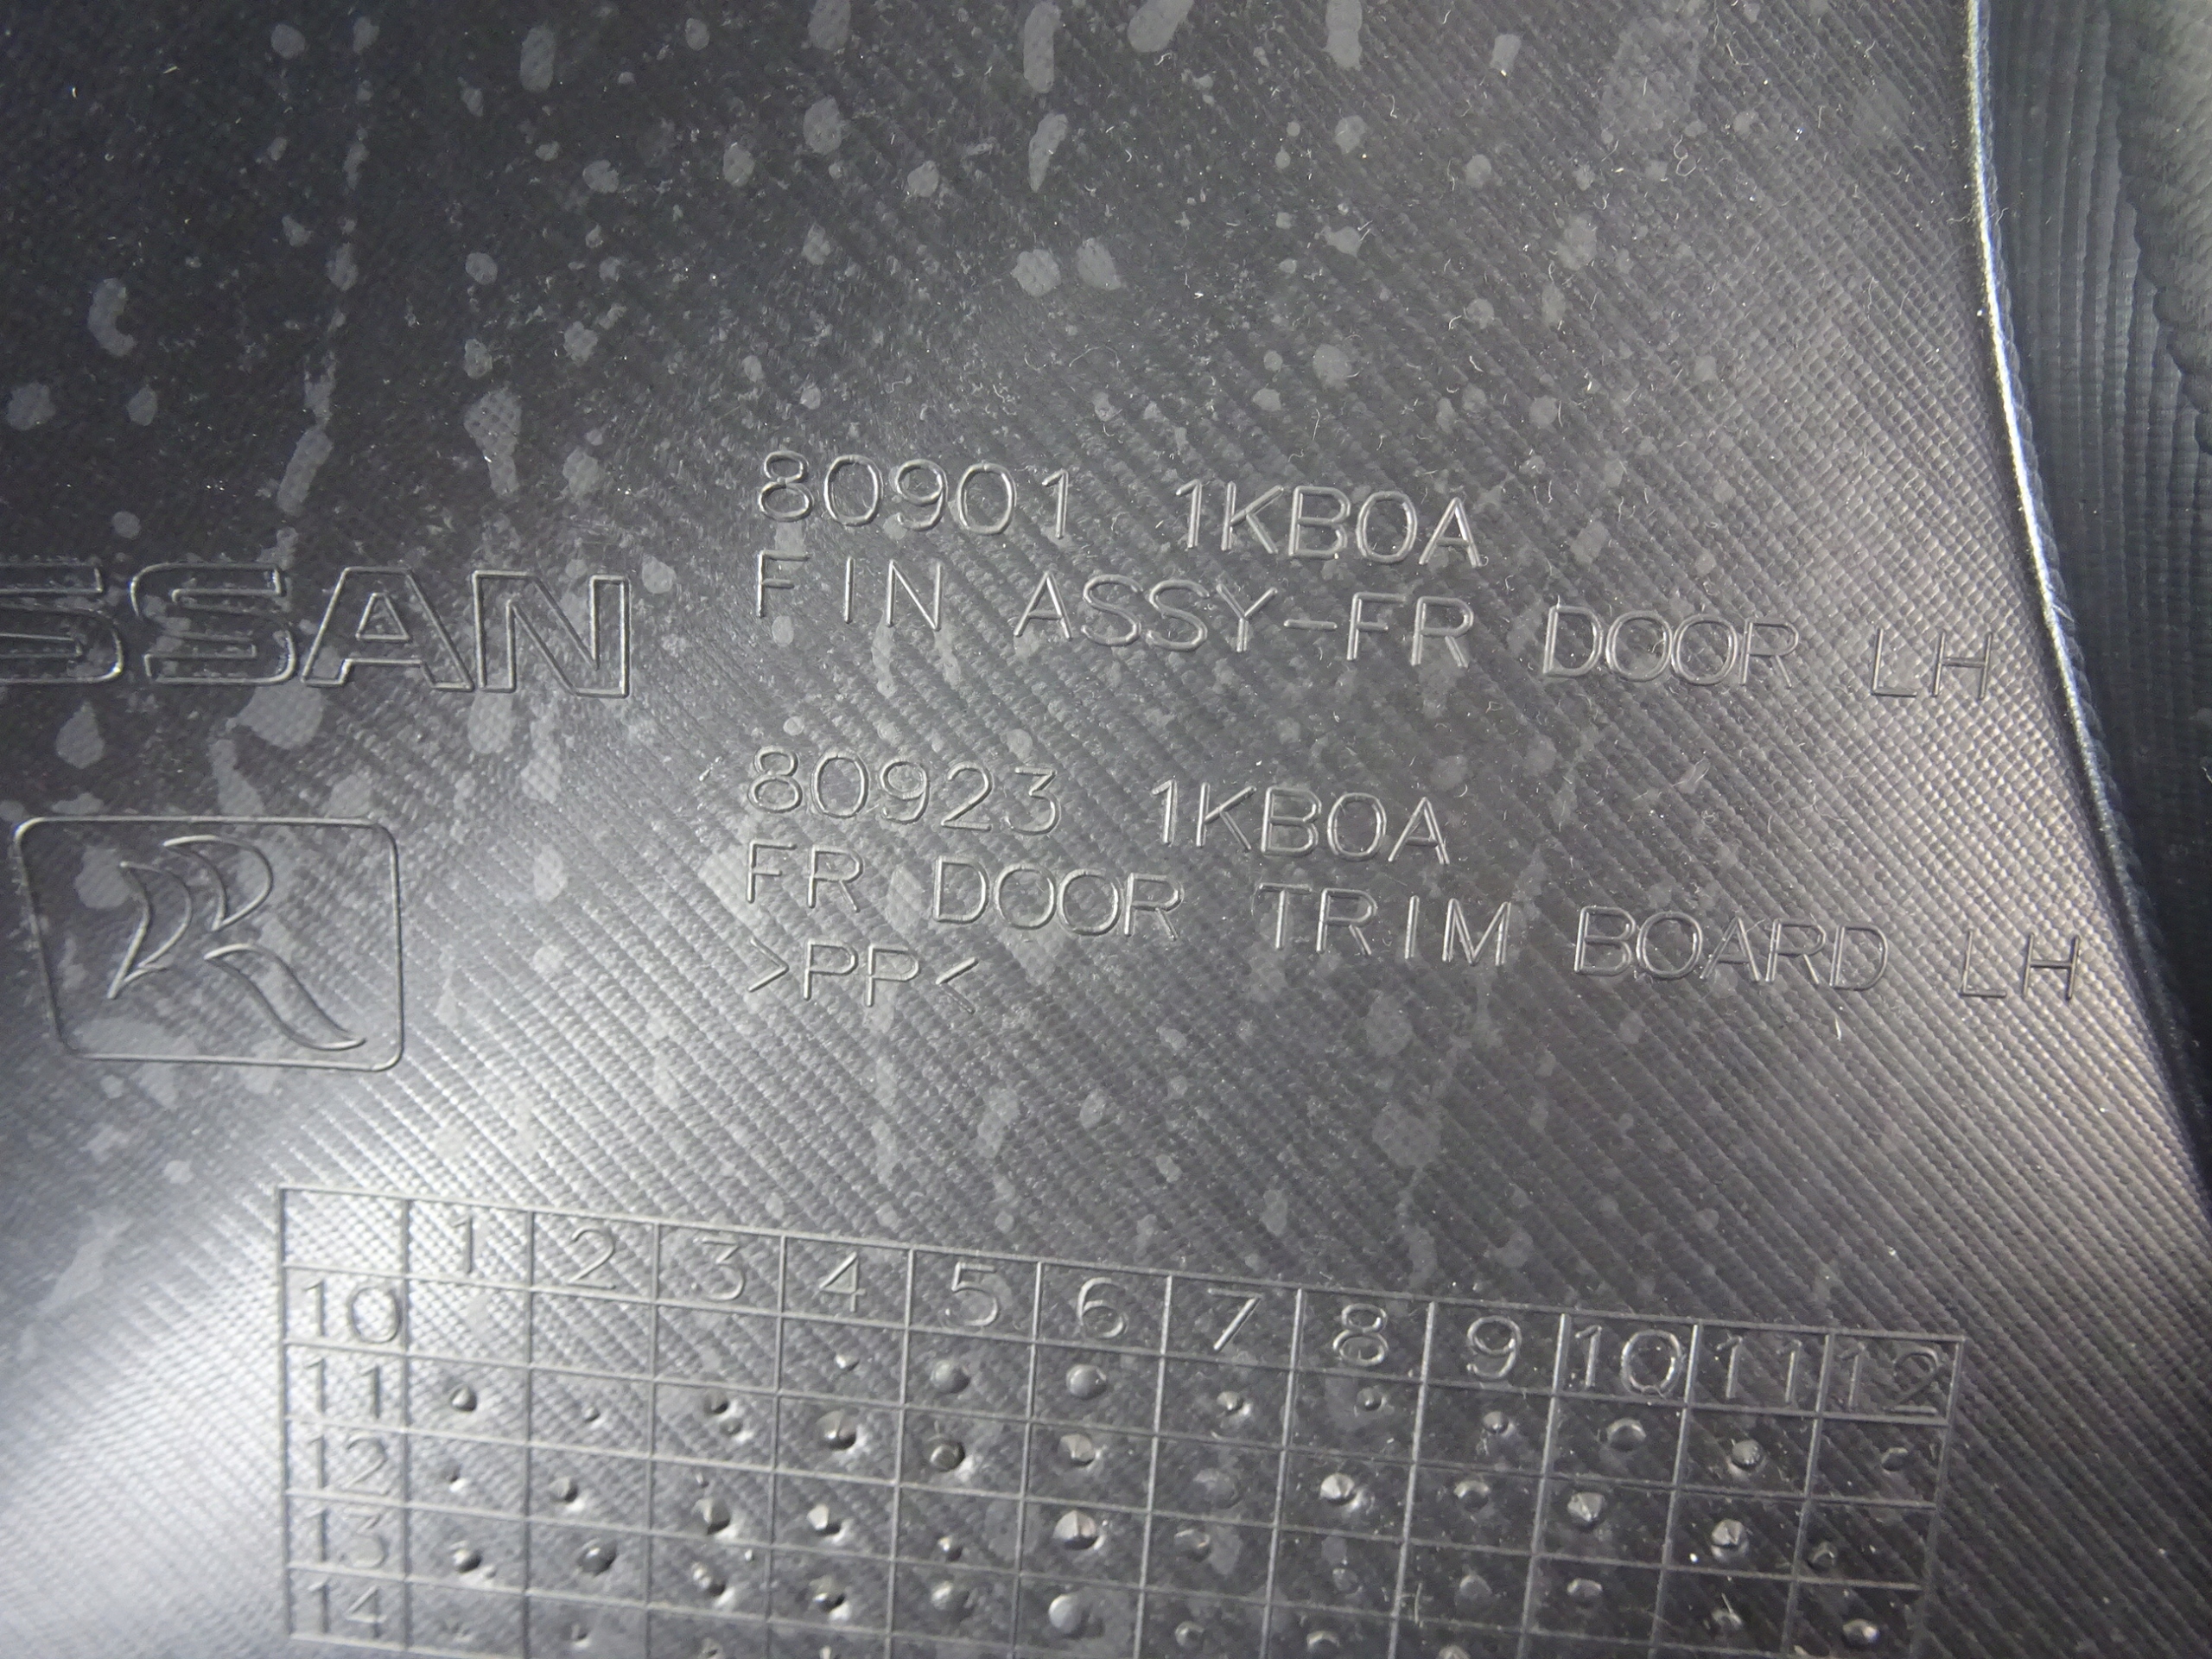 80901 1KB0A
FIN ASSY-FR DOOR LH
SSAN
80923 1KB0A
FR DOOR TRIM BOARD LH
>PP<
1 2 3 4 5 6 7 8 9 10 11 12
10
11
12
13
14